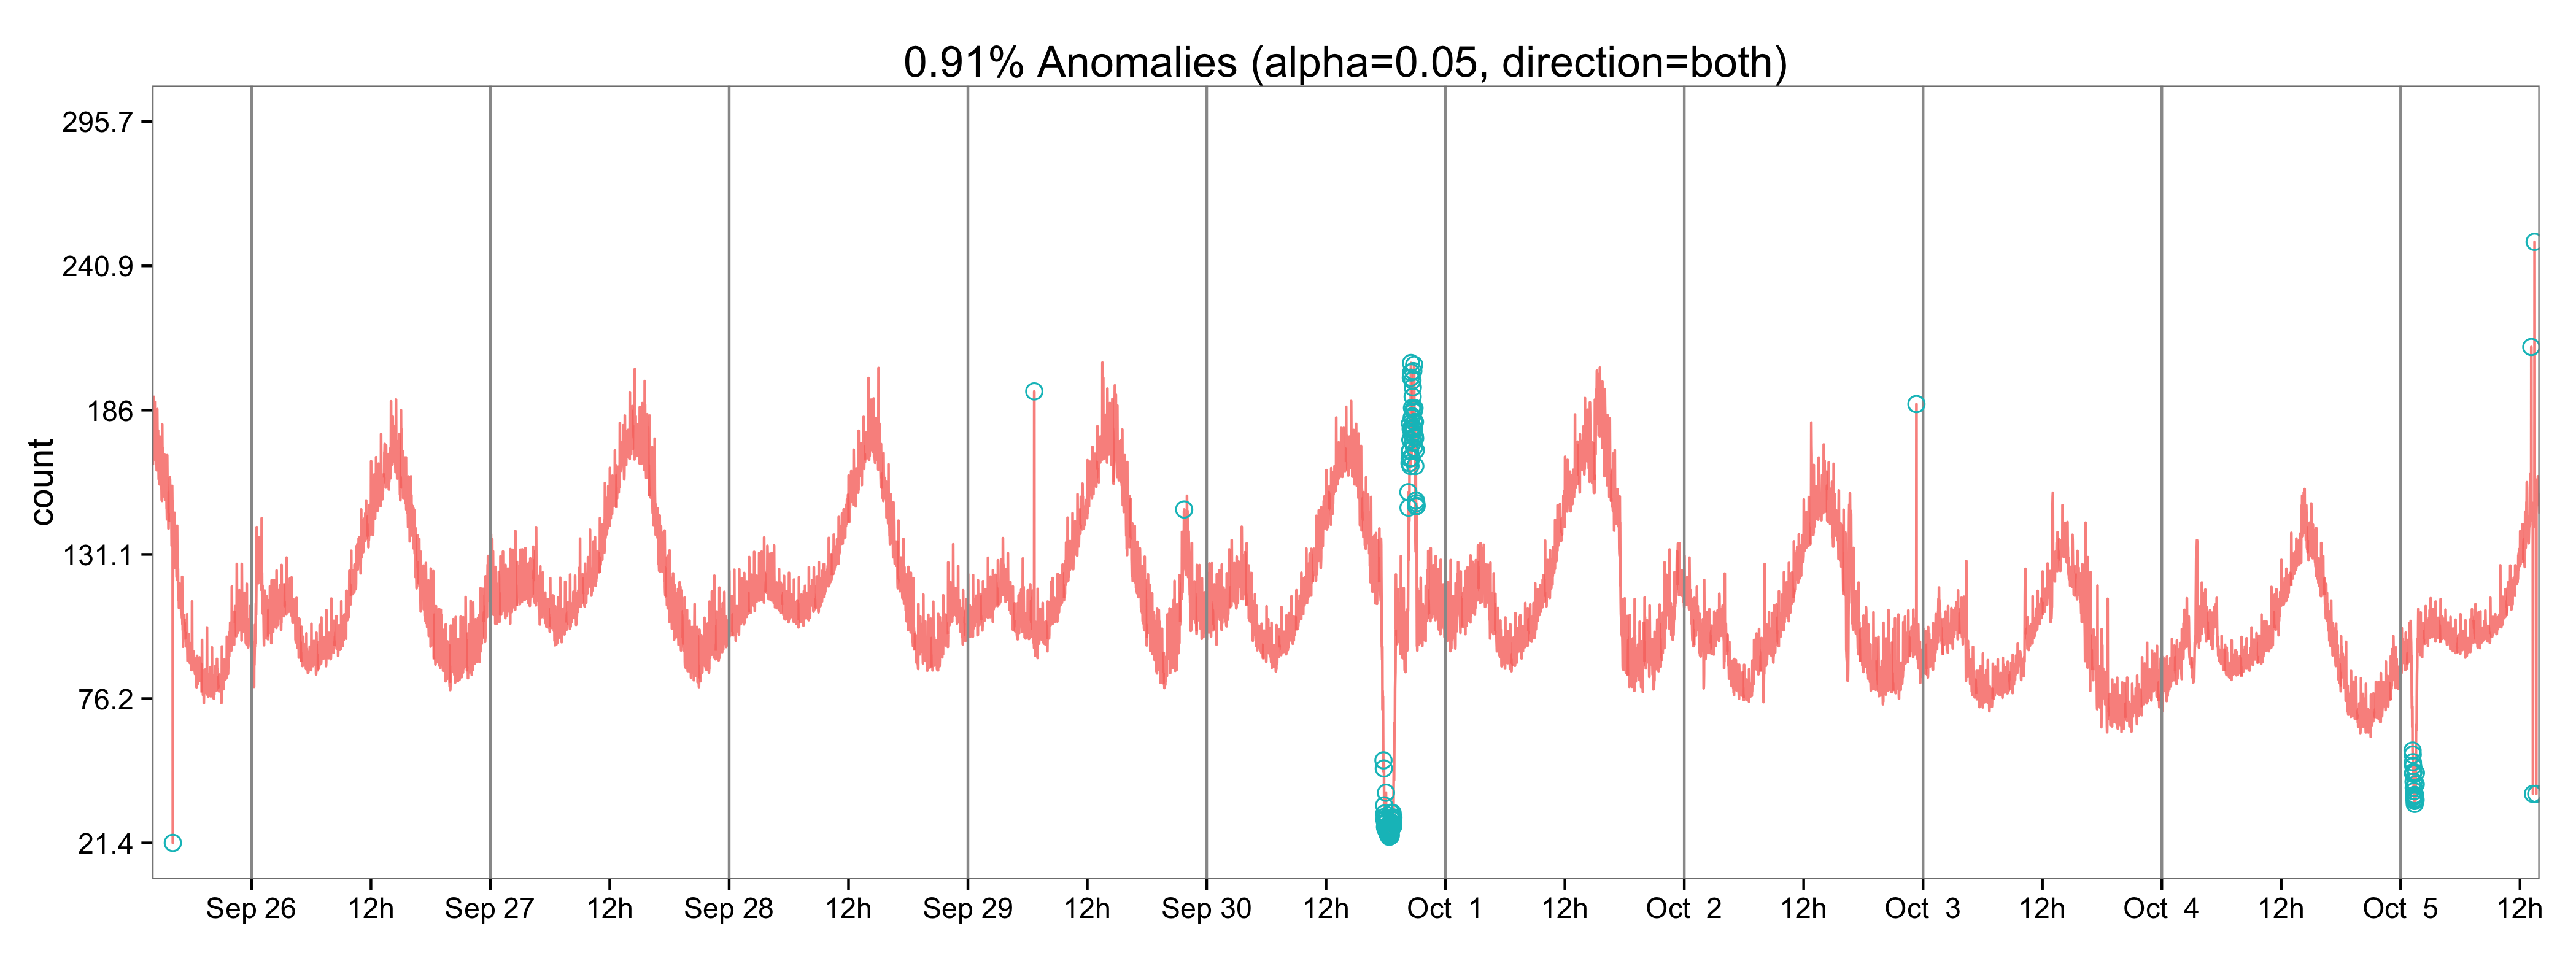 0.91% Anomalies (alpha=0.05, direction=both)
295.7
240.9
186
131.1
76.2
21.4
count
Sep 26 12h Sep 27 12h Sep 28 12h Sep 29 12h Sep 30 12h Oct 1 12h Oct 2 12h Oct 3 12h Oct 4 12h Oct 5 12h